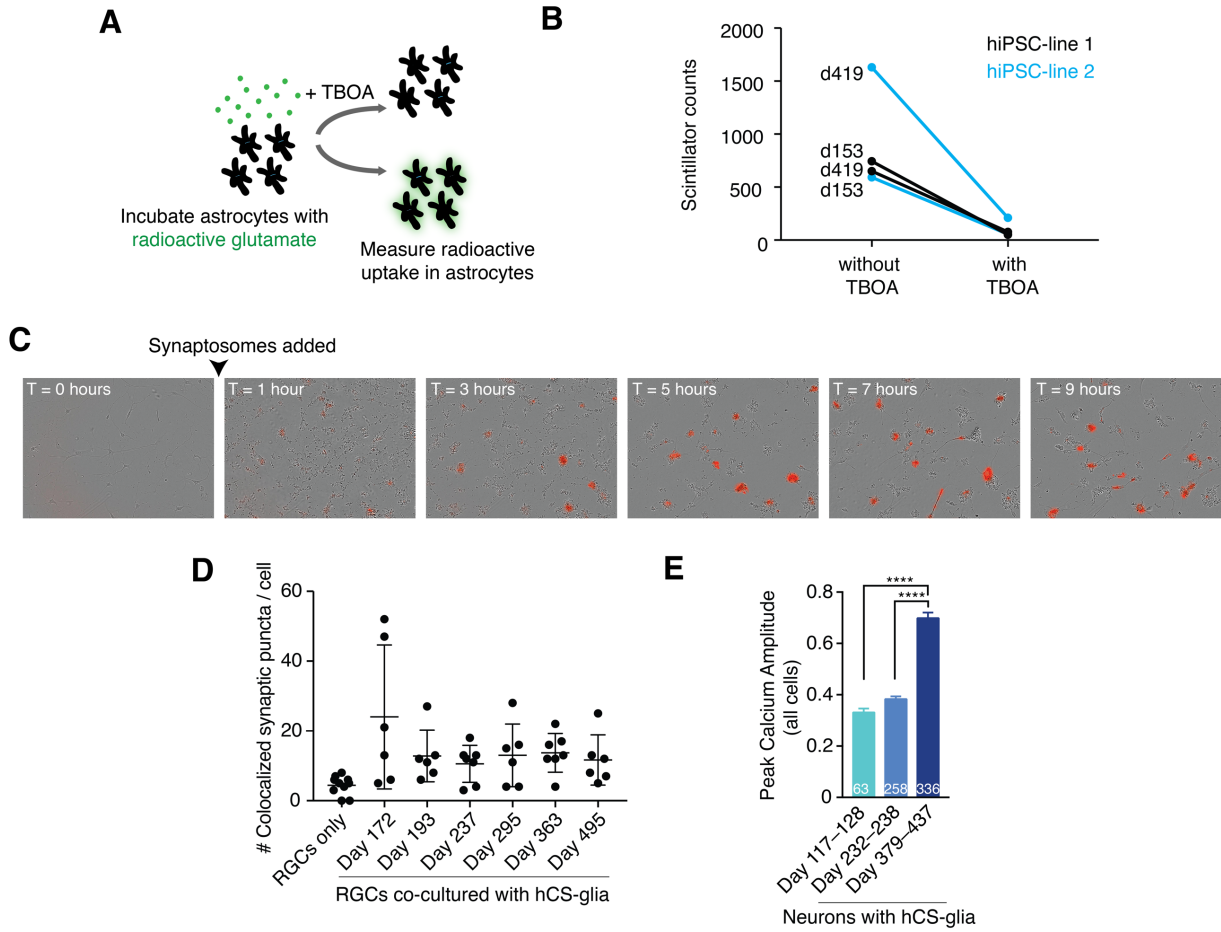 A
+ TBOA
Incubate astrocytes with
radioactive glutamate
Measure radioactive
uptake in astrocytes
B
Scintillator counts
2000
1500
1000
500
0
hiPSC-line 1
hiPSC-line 2
d419
d153
d419
d153
without
TBOA
with
TBOA
C
Synaptosomes added
T = 0 hours
T = 1 hour
T = 3 hours
T = 5 hours
T = 7 hours
T = 9 hours
D
# Colocalized synaptic puncta / cell
60
40
20
0
RGCs only
Day 172
Day 193
Day 237
Day 295
Day 363
Day 495
RGCs co-cultured with hCS-glia
E
Peak Calcium Amplitude
(all cells)
0.8
0.6
0.4
0.2
0
****
****
63
258
336
Day 117–128
Day 232–238
Day 379–437
Neurons with hCS-glia